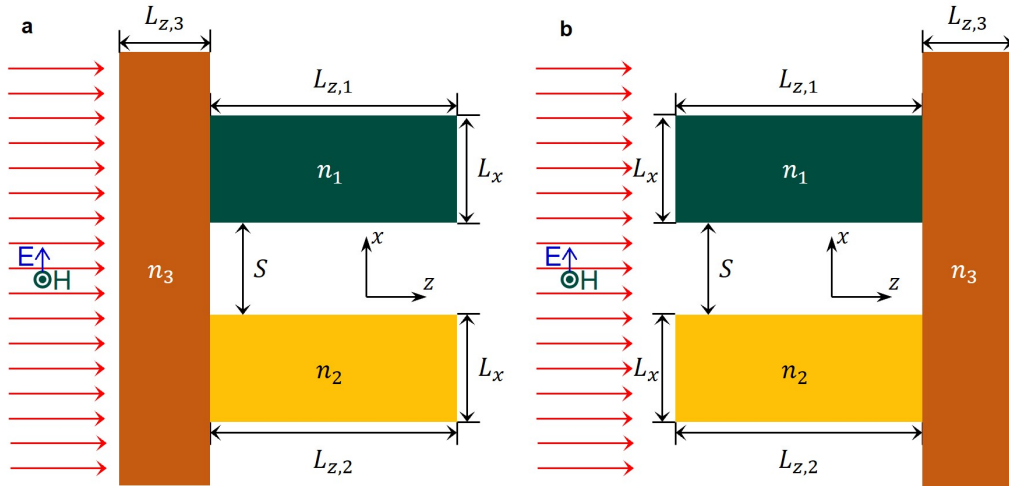 a
L_{z,3}
L_{z,1}
n_1
L_x
S
x
z
E
H
n_3
n_2
L_x
L_{z,2}
b
L_{z,3}
L_{z,1}
L_x
n_1
S
x
z
E
H
n_3
L_x
n_2
L_{z,2}